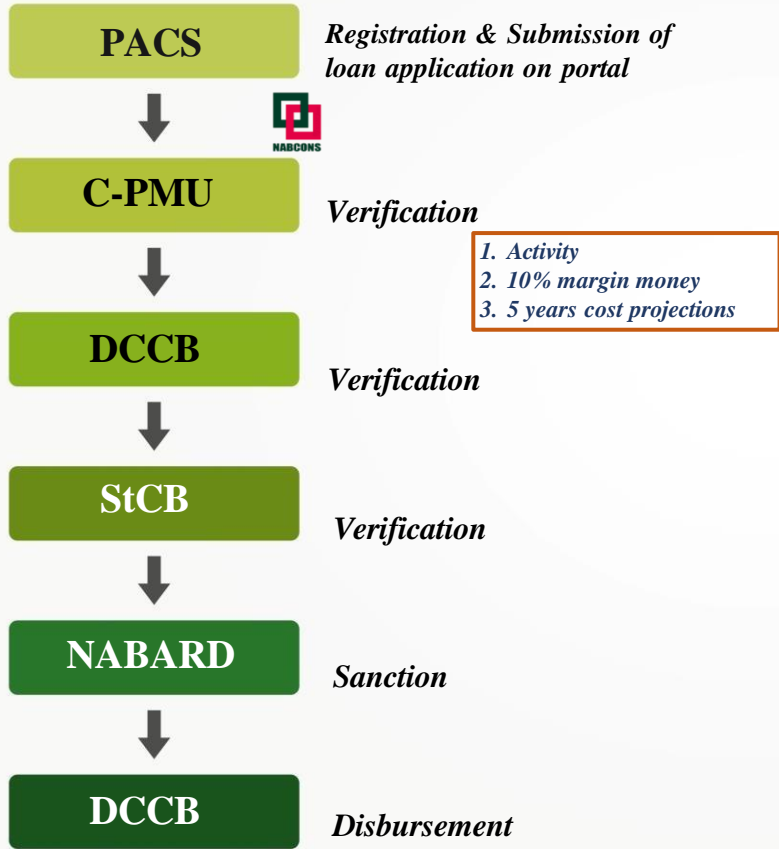 PACS
Registration & Submission of
loan application on portal
NABCONS
C-PMU
Verification
1. Activity
2. 10% margin money
3. 5 years cost projections
DCCB
Verification
StCB
Verification
NABARD
Sanction
DCCB
Disbursement